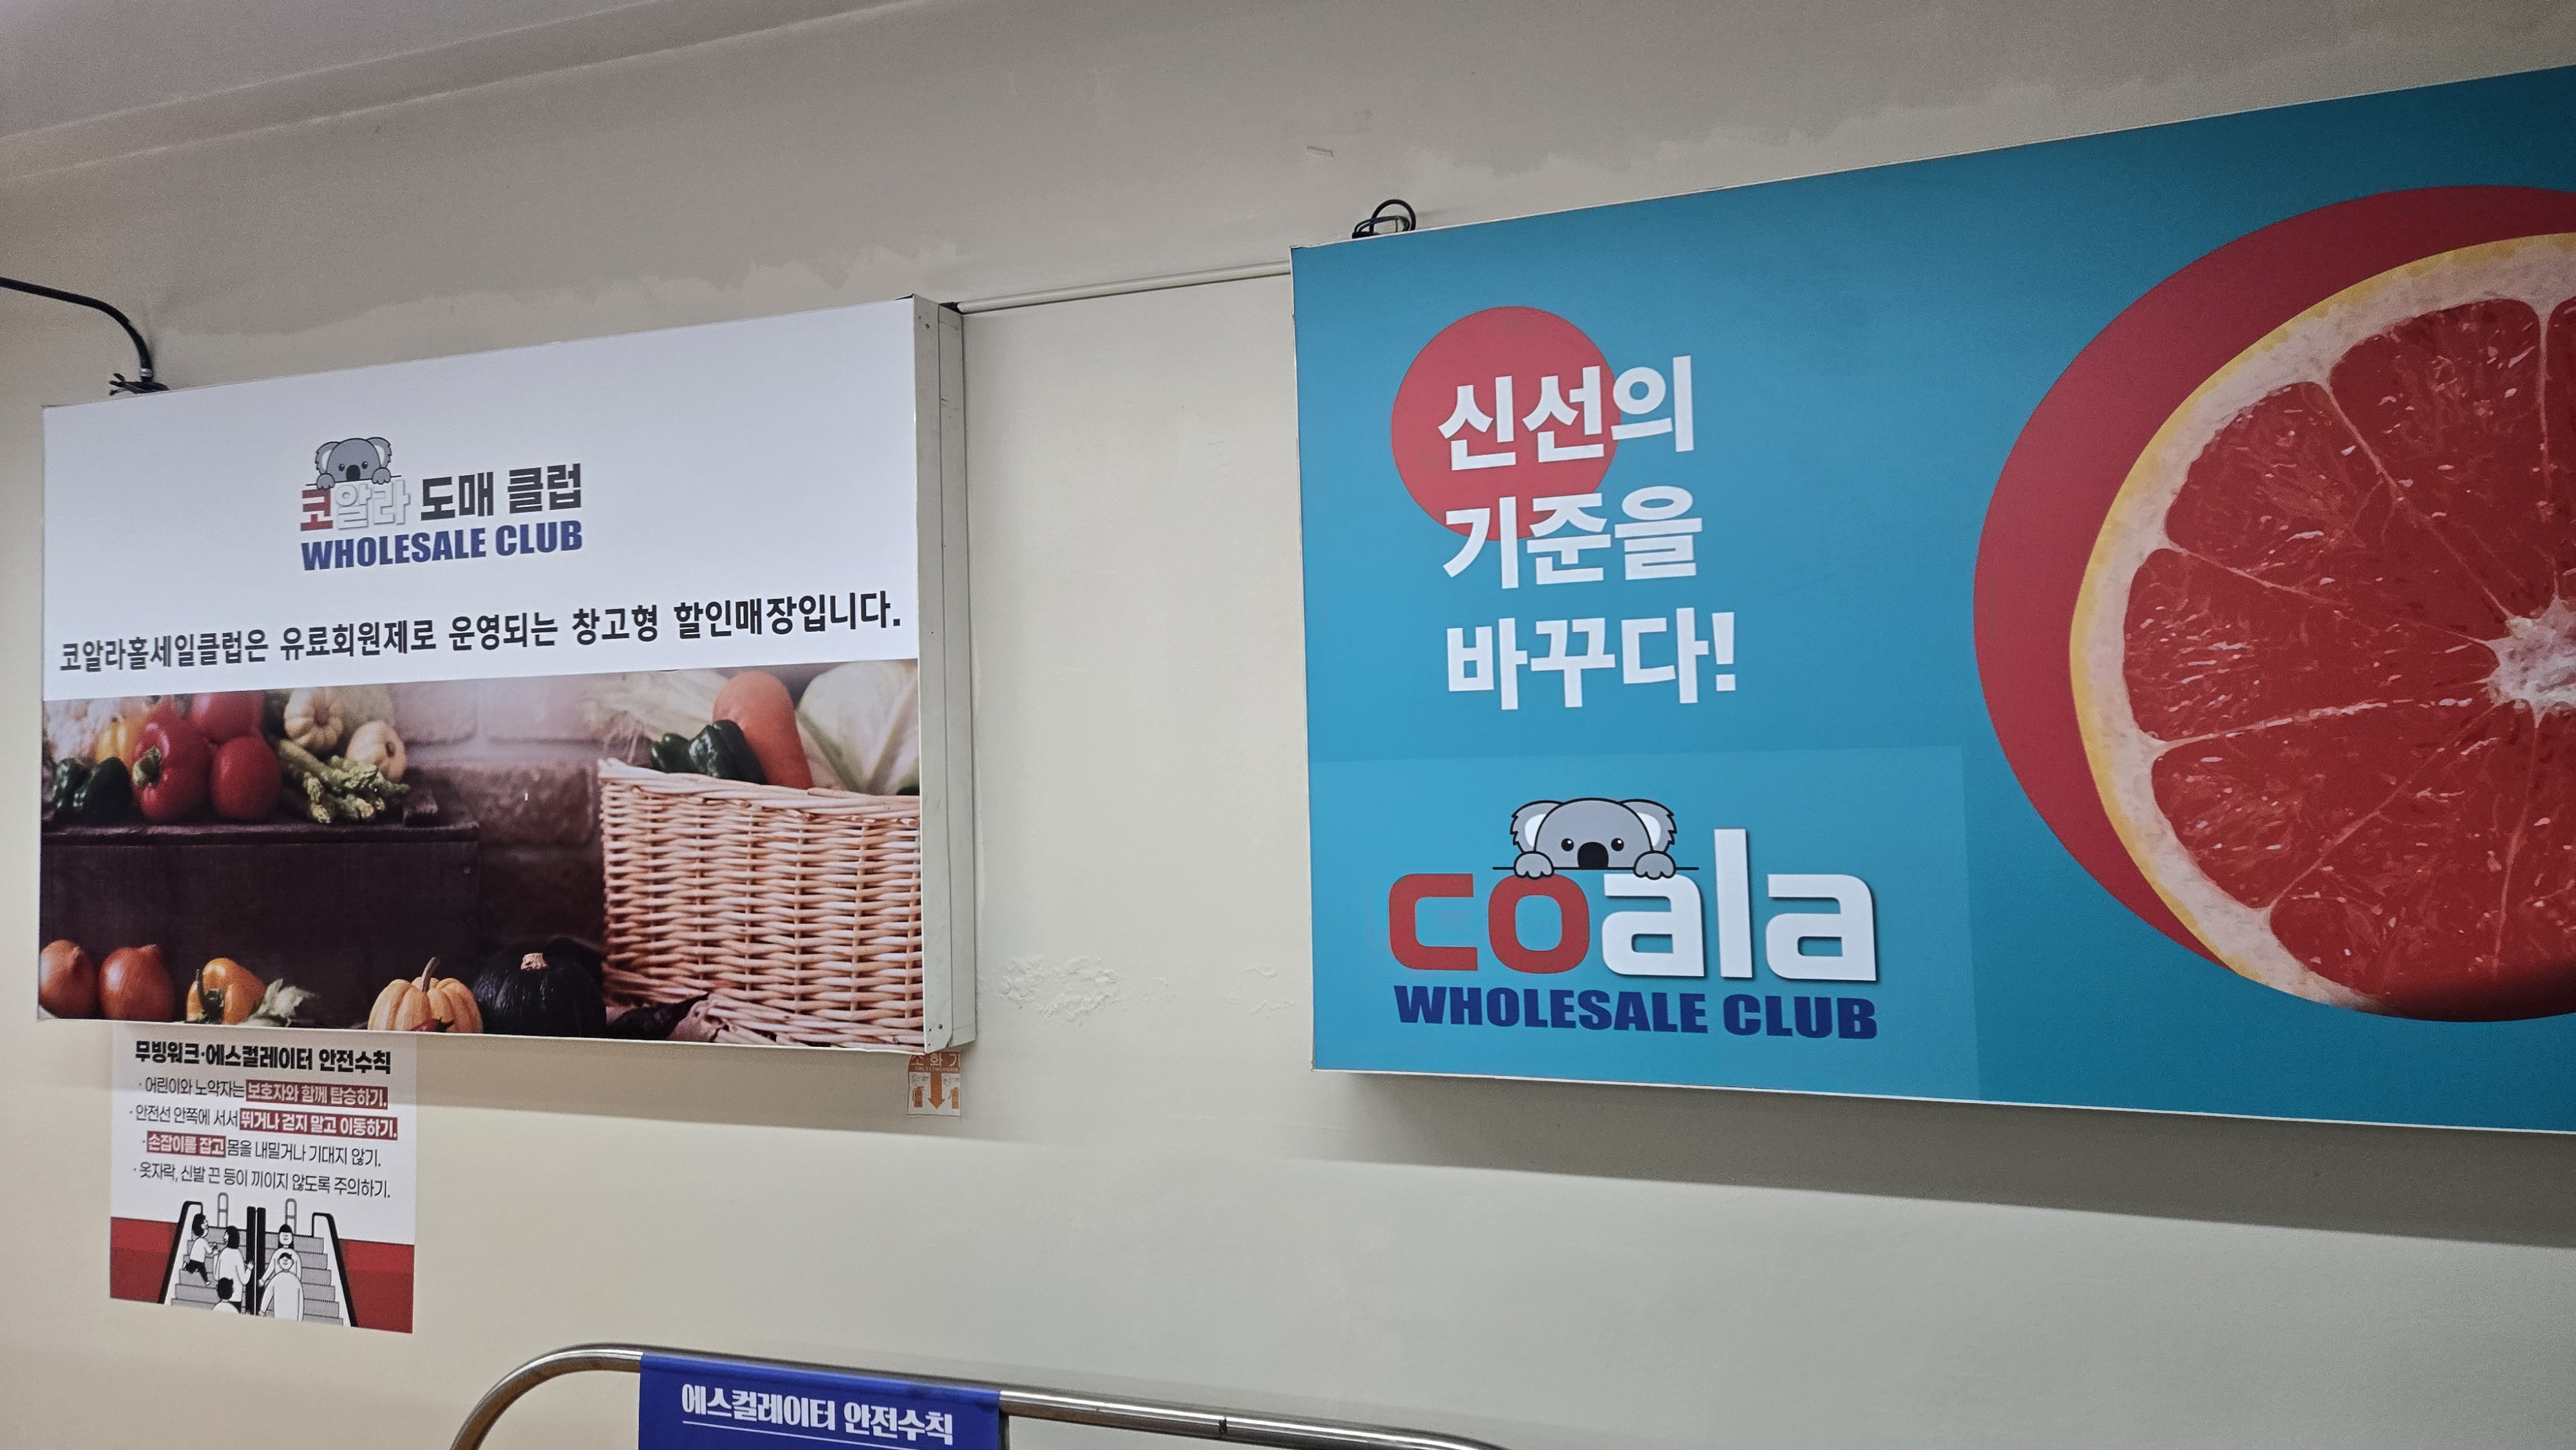 코알라 도매 클럽
WHOLESALE CLUB
코알라홀세일클럽은 유료회원제로 운영되는 창고형 할인매장입니다.
신선의
기준을
바꾸다!
coala
WHOLESALE CLUB
무빙워크·에스컬레이터 안전수칙
· 어린이와 노약자는 보호자와 함께 탑승하기.
· 안전선 안쪽에 서서 뛰거나 걷지 말고 이동하기.
· 손잡이를 잡고 몸을 내밀거나 기대지 않기.
· 옷자락, 신발 끈 등이 끼이지 않도록 주의하기.
소화기
에스컬레이터 안전수칙